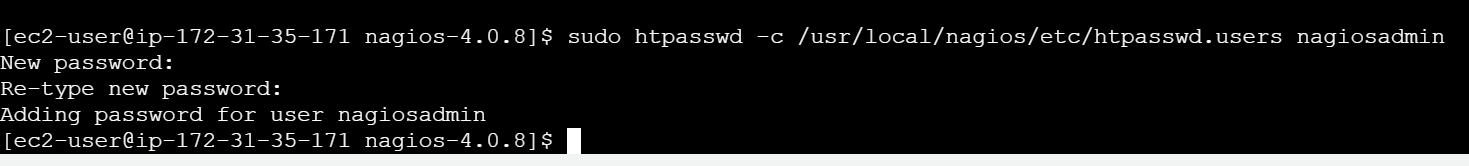 [ec2-user@ip-172-31-35-171 nagios-4.0.8]$ sudo htpasswd -c /usr/local/nagios/etc/htpasswd.users nagiosadmin
New password:
Re-type new password:
Adding password for user nagiosadmin
[ec2-user@ip-172-31-35-171 nagios-4.0.8]$